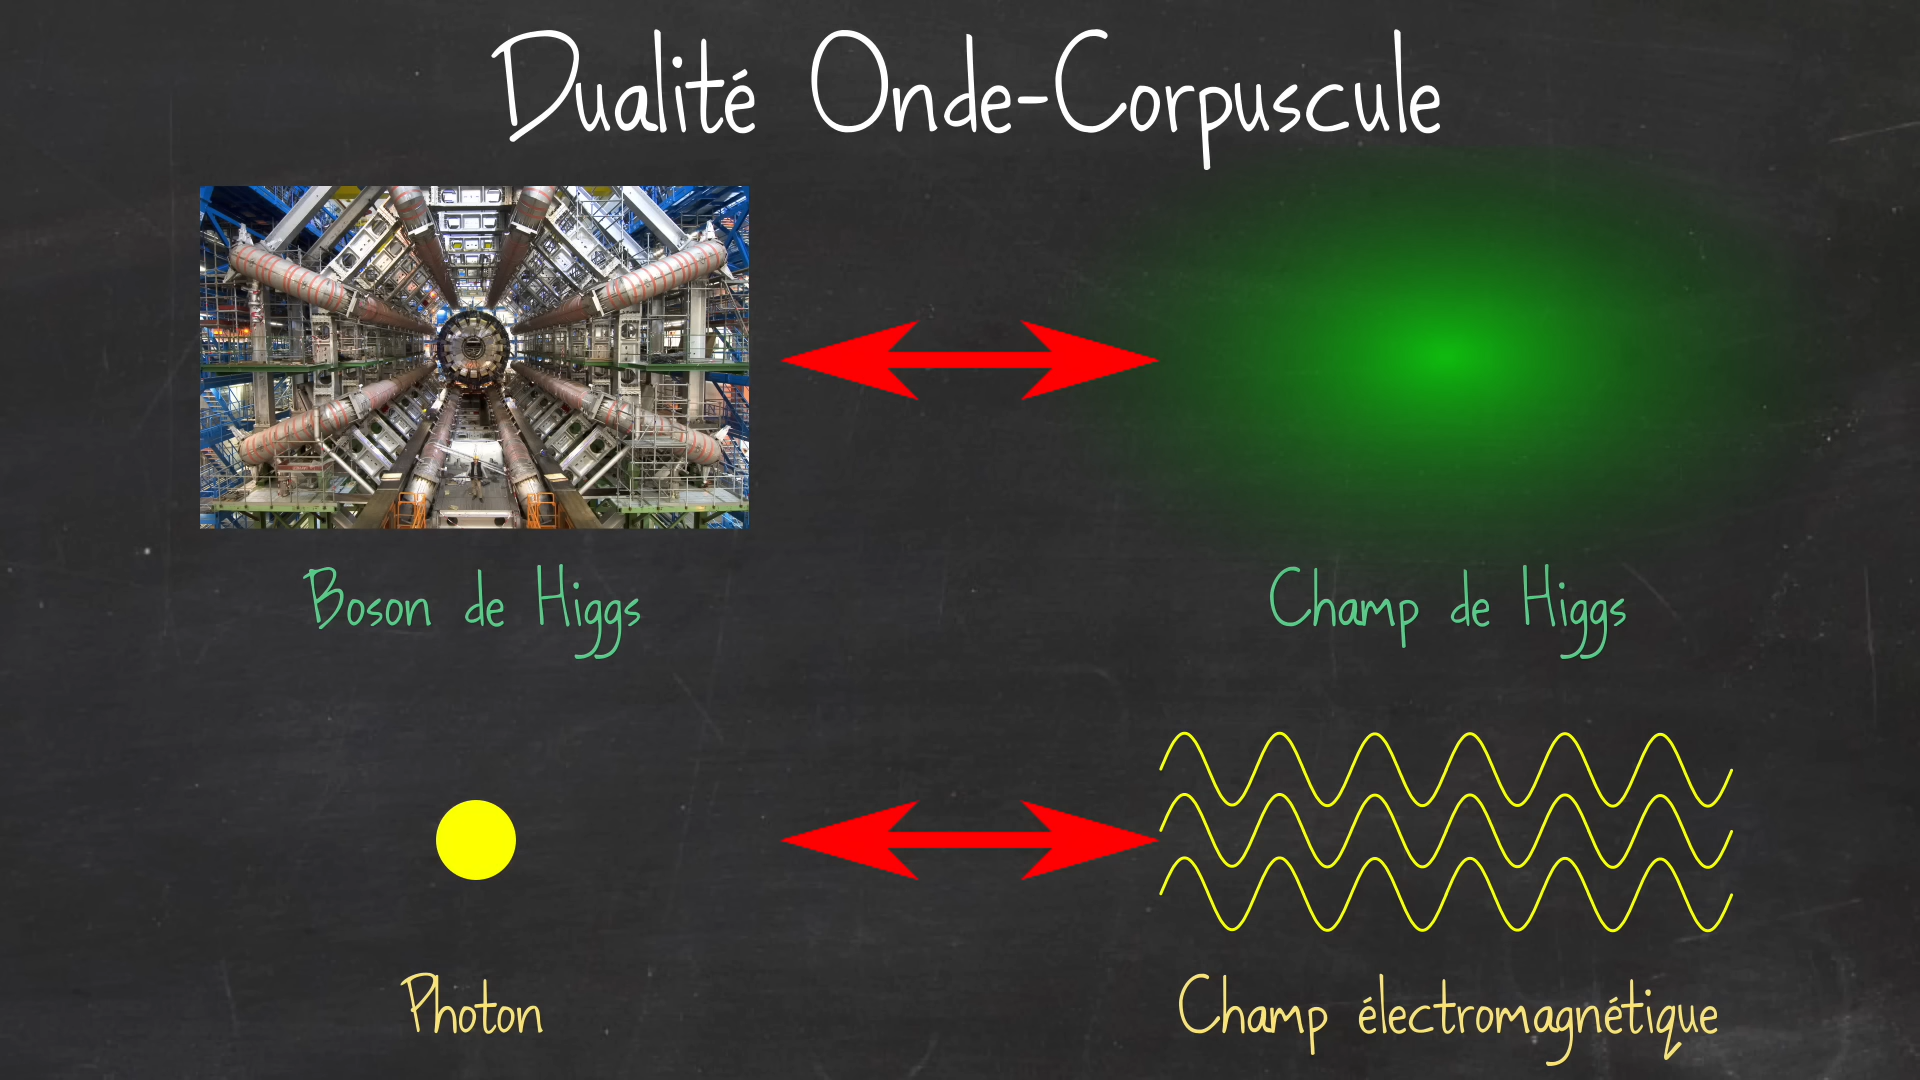 Dualité Onde-Corpuscule
Boson de Higgs
Champ de Higgs
Photon
Champ électromagnétique